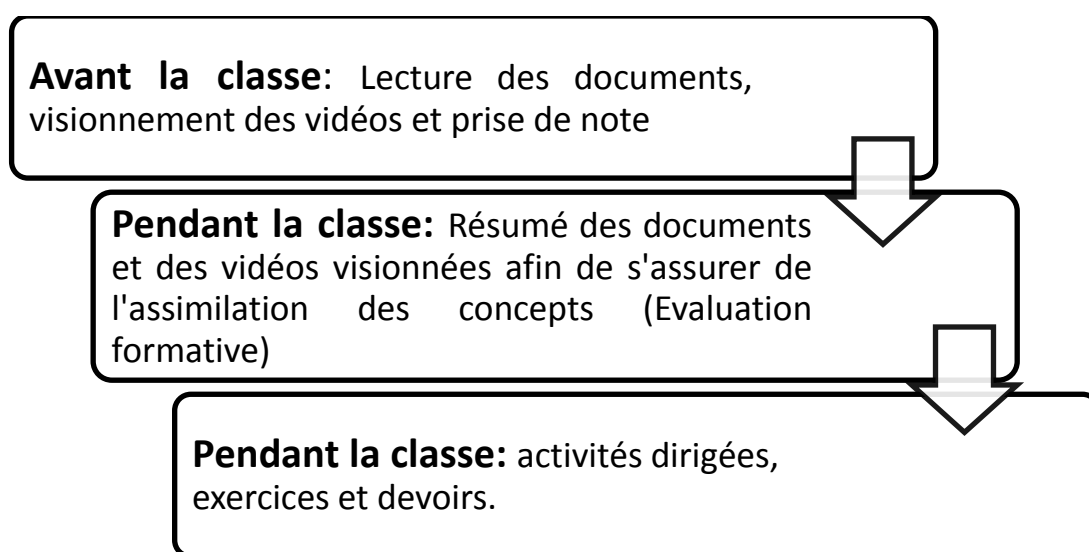 Avant la classe: Lecture des documents,
visionnement des vidéos et prise de note
Pendant la classe: Résumé des documents
et des vidéos visionnées afin de s'assurer de
l'assimilation des concepts (Evaluation
formative)
Pendant la classe: activités dirigées,
exercices et devoirs.